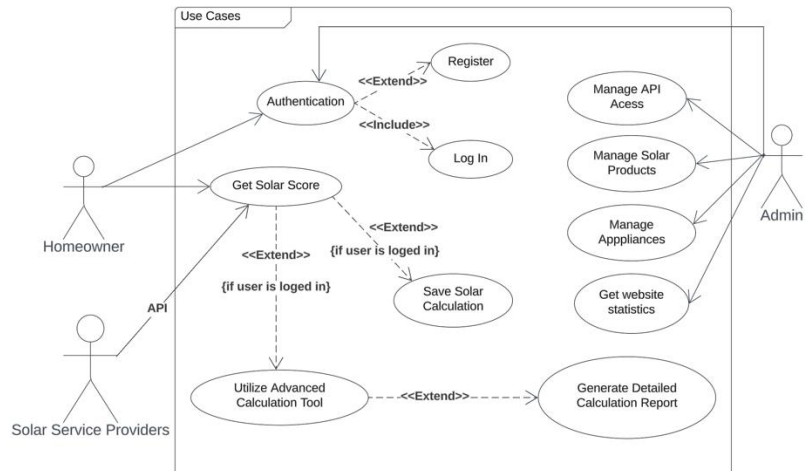 Use Cases
Register
<<Extend>>
Authentication
<<Include>>
Log In
Manage API
Acess
Manage Solar
Products
Get Solar Score
Homeowner
Admin
<<Extend>>
{if user is loged in}
<<Extend>>
{if user is loged in}
Manage
Apppliances
Save Solar
Calculation
Get website
statistics
API
Solar Service Providers
Utilize Advanced
Calculation Tool
<<Extend>>
Generate Detailed
Calculation Report